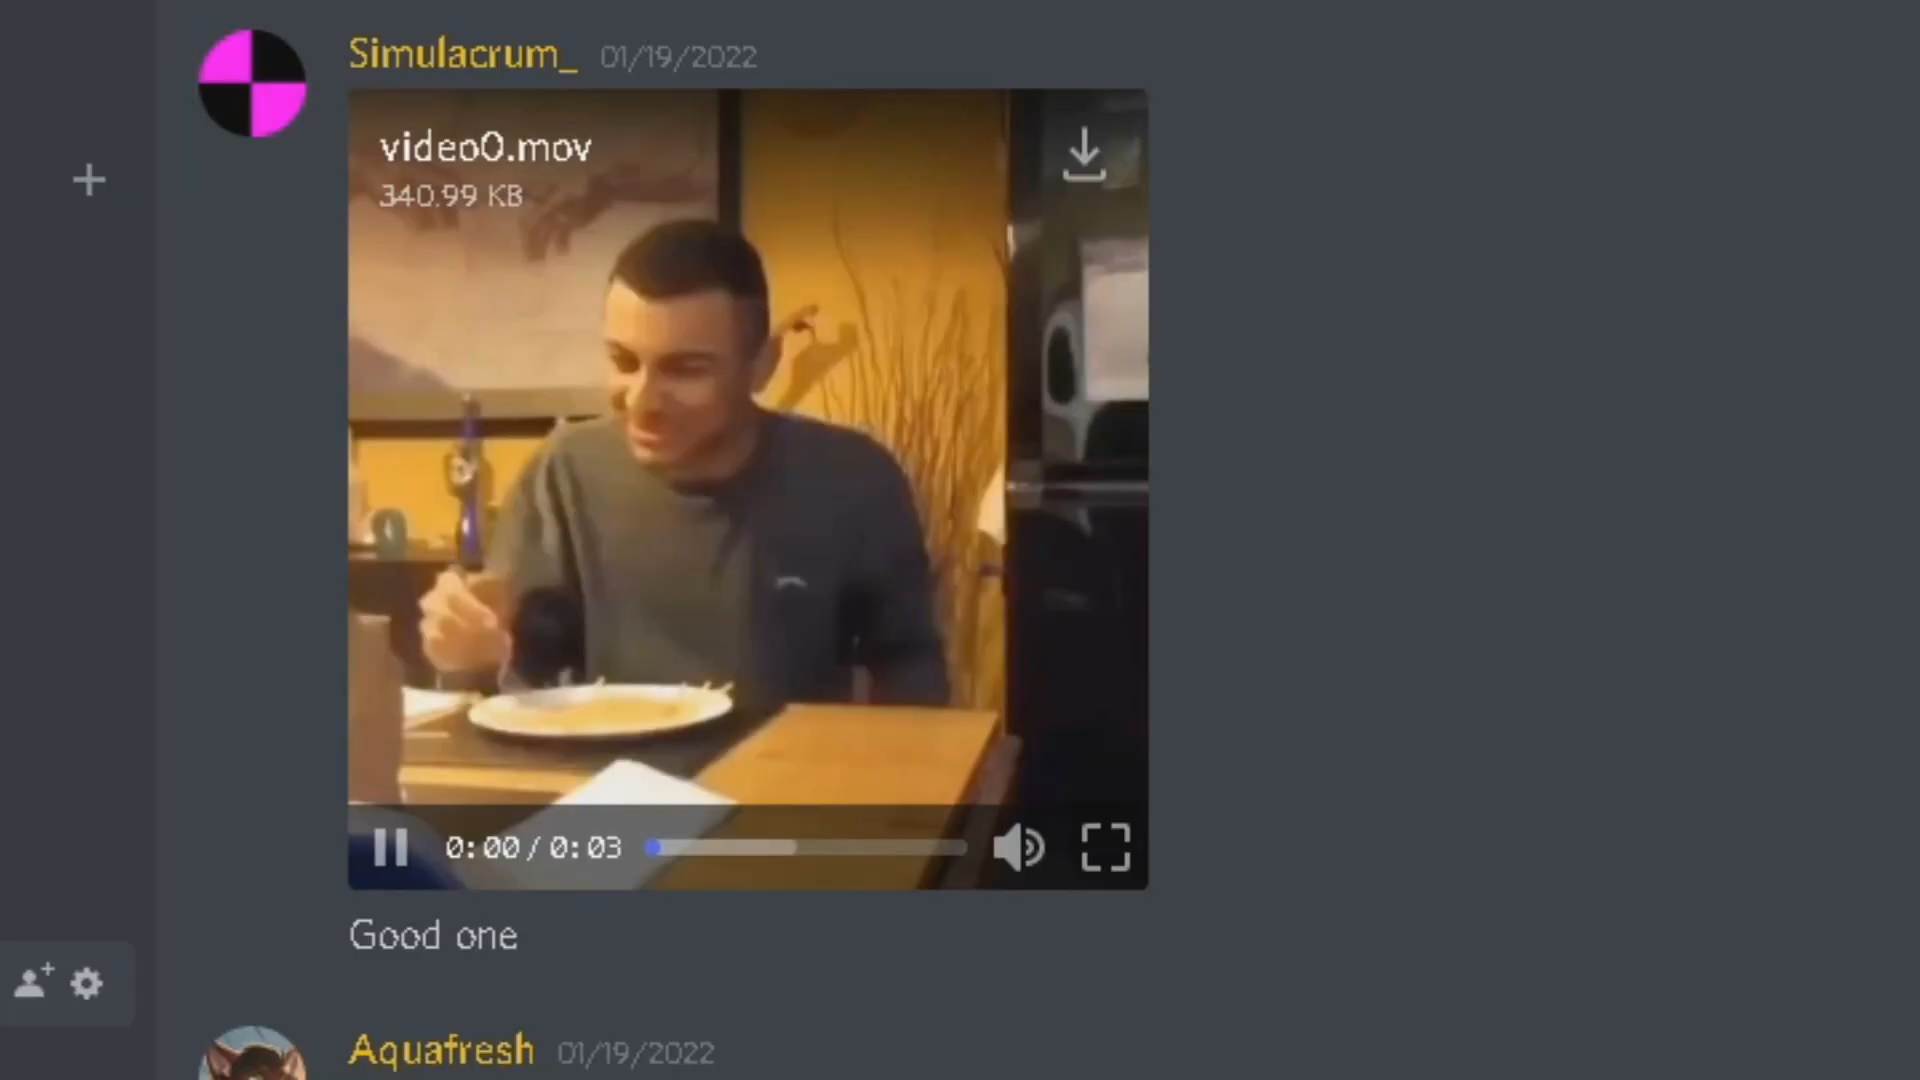 Simulacrum_ 01/19/2022
video0.mov
340.99 KB
0:00 / 0:03
Good one
Aquafresh 01/19/2022